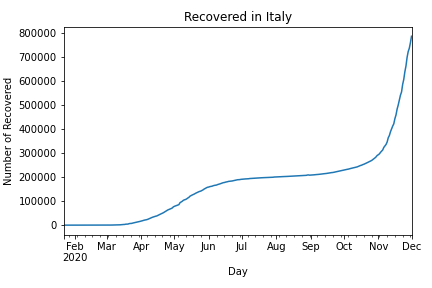 Recovered in Italy
800000
700000
600000
500000
400000
300000
200000
100000
0
Number of Recovered
Feb Mar Apr May Jun Jul Aug Sep Oct Nov Dec
2020
Day